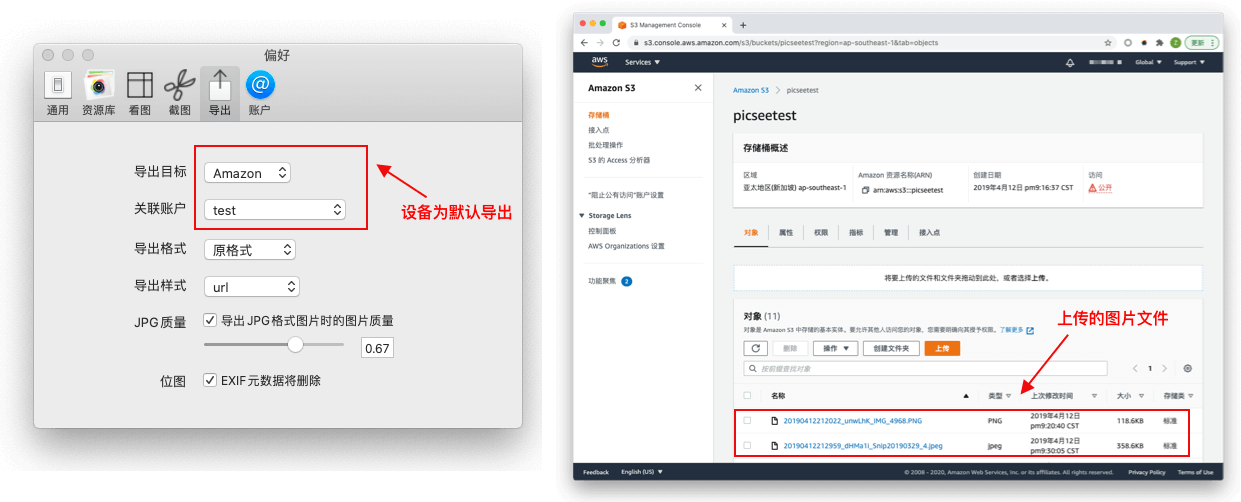 偏好
通用
资源库
看图
截图
导出
账户
导出目标
Amazon
关联账户
test
设备为默认导出
导出格式
原格式
导出样式
url
JPG质量
导出JPG格式图片时的图片质量
0.67
位图
EXIF元数据将删除
S3 Management Console
s3.console.aws.amazon.com/s3/buckets/picseetest?region=ap-southeast-1&tab=objects
更新
aws
Services
Global
Support
Amazon S3
存储桶
接入点
批处理操作
S3 的 Access 分析器
“阻止公有访问”账户设置
Storage Lens
控制面板
AWS Organizations 设置
功能聚焦 2
Amazon S3 > picseetest
picseetest
存储桶概述
区域
亚太地区(新加坡) ap-southeast-1
Amazon 资源名称(ARN)
arn:aws:s3:::picseetest
创建日期
2019年4月12日 pm9:16:37 CST
访问
公开
对象
属性
权限
指标
管理
接入点
将要上传的文件和文件夹拖动到此处，或者选择上传。
对象 (11)
对象是 Amazon S3 中存储的基本实体。要允许其他人访问您的对象，您需要明确向其授予权限。了解更多
上传的图片文件
删除
操作
创建文件夹
上传
按前缀查找对象
1
名称
类型
上次修改时间
大小
存储类
20190412212022_unwLhK_IMG_4968.PNG
PNG
2019年4月12日
pm9:20:40 CST
118.6KB
标准
20190412212959_dHMa1i_Snip20190329_4.jpeg
jpeg
2019年4月12日
pm9:30:05 CST
358.6KB
标准
Feedback
English (US)
© 2008 - 2020, Amazon Web Services, Inc. or its affiliates. All rights reserved.
Privacy Policy
Terms of Use